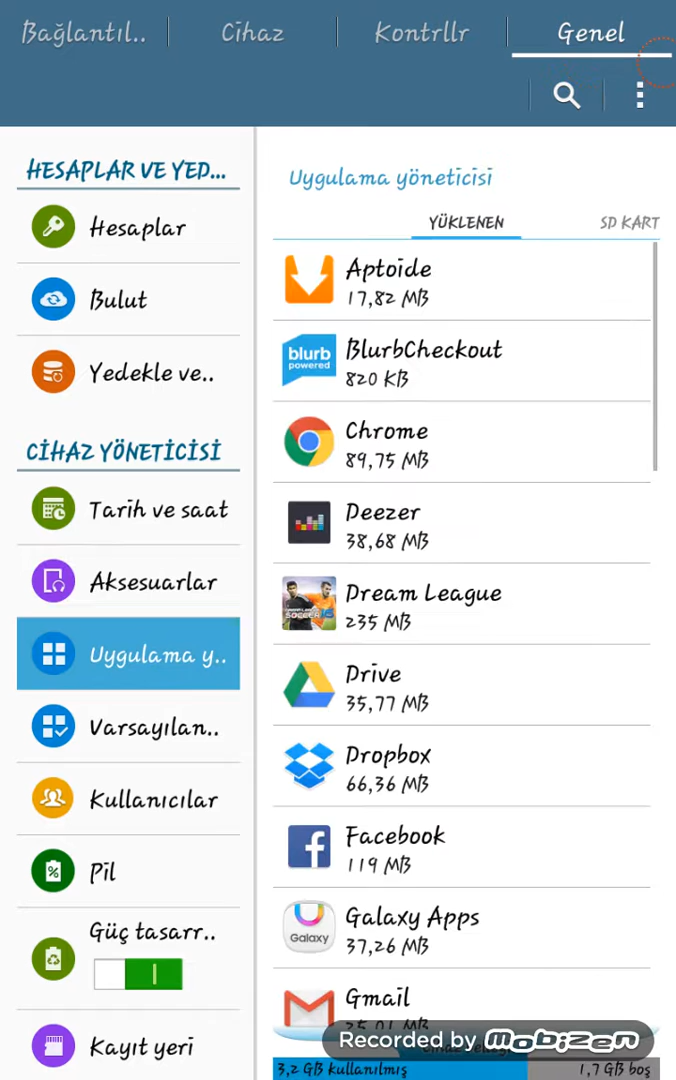 Bağlantıl..
Cihaz
Kontrllr
Genel
HESAPLAR VE YED...
Hesaplar
Bulut
Yedekle ve..
CİHAZ YÖNETİCİSİ
Tarih ve saat
Aksesuarlar
Uygulama y..
Varsayılan..
Kullanıcılar
Pil
Güç tasarr..
Kayıt yeri
Uygulama yöneticisi
YÜKLENEN
SD KART
Aptoide
17,82 MB
blurb
powered
BlurbCheckout
820 KB
Chrome
89,75 MB
Deezer
38,68 MB
Dream League
235 MB
Drive
35,77 MB
Dropbox
66,36 MB
Facebook
119 MB
Galaxy
Galaxy Apps
37,26 MB
Gmail
35,01 MB
Recorded by Mobizen
3,2 GB kullanılmış
1,7 GB boş